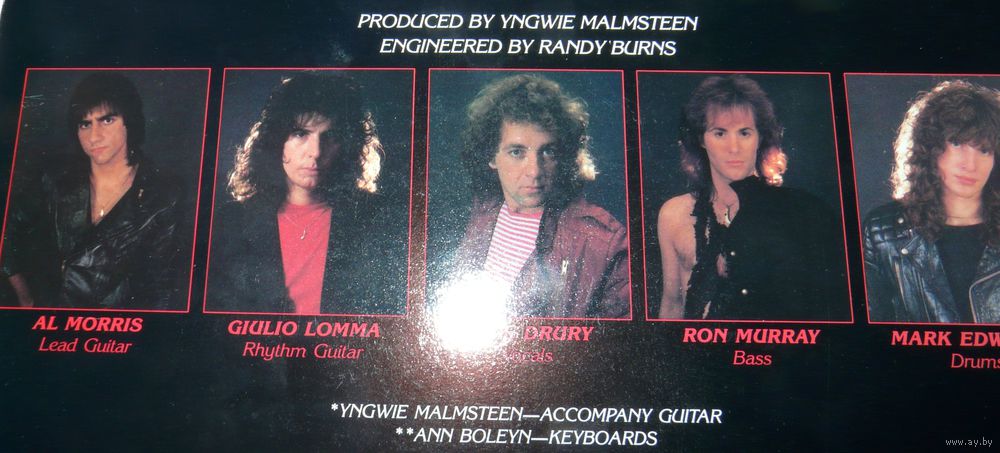 PRODUCED BY YNGWIE MALMSTEEN
ENGINEERED BY RANDY BURNS
AL MORRIS
Lead Guitar
GIULIO LOMMA
Rhythm Guitar
DRURY
RON MURRAY
Bass
MARK
Drums
*YNGWIE MALMSTEEN—ACCOMPANY GUITAR
**ANN BOLEYN—KEYBOARDS
www.ay.by